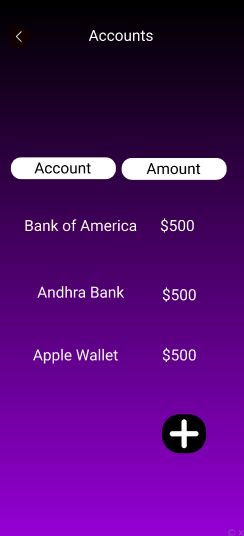 Accounts
Account Amount
Bank of America $500
Andhra Bank $500
Apple Wallet $500